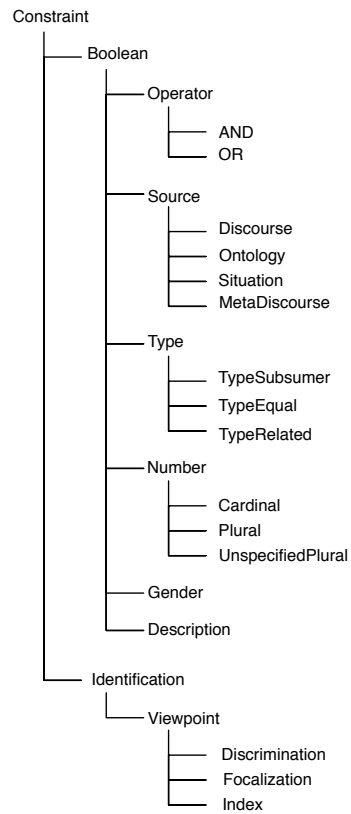 Constraint
Boolean
Operator
AND
OR
Source
Discourse
Ontology
Situation
MetaDiscourse
Type
TypeSubsumer
TypeEqual
TypeRelated
Number
Cardinal
Plural
UnspecifiedPlural
Gender
Description
Identification
Viewpoint
Discrimination
Focalization
Index